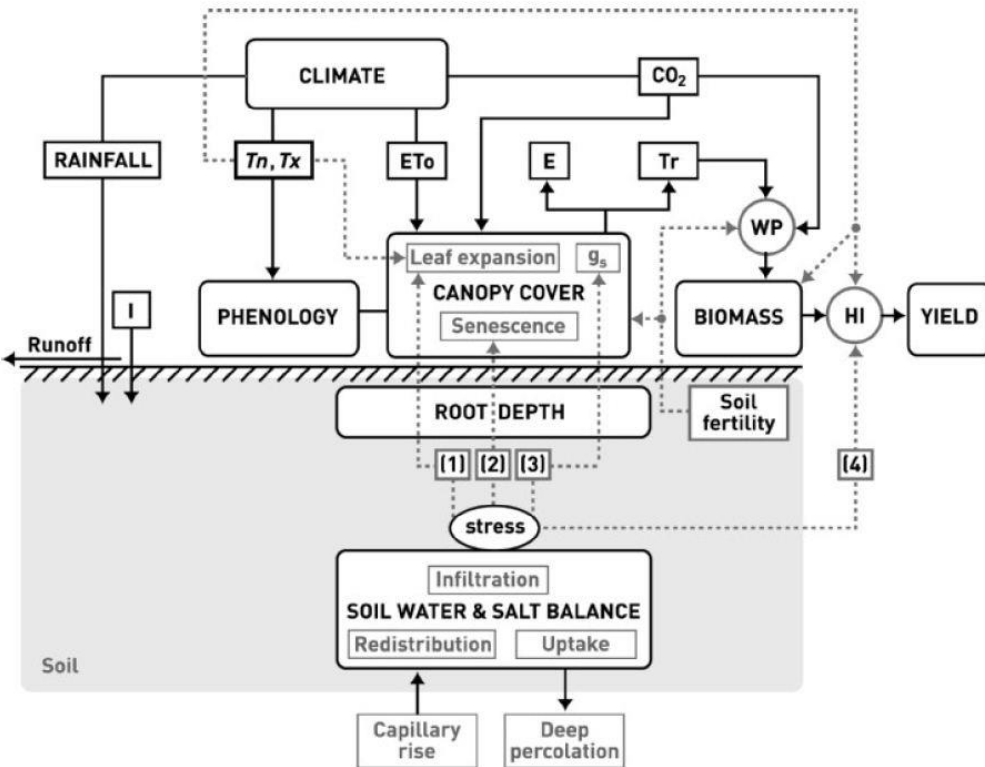 CLIMATE
CO₂
RAINFALL
Tn, Tx
ETo
E
Tr
WP
Leaf expansion
gₛ
CANOPY COVER
Senescence
PHENOLOGY
I
BIOMASS
HI
YIELD
Runoff
ROOT DEPTH
Soil
fertility
(1)
(2)
(3)
(4)
stress
Infiltration
SOIL WATER & SALT BALANCE
Redistribution
Uptake
Soil
Capillary
rise
Deep
percolation